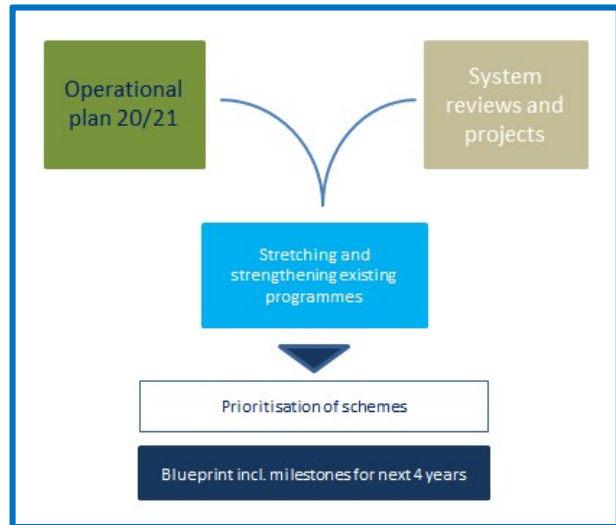 Operational
plan 20/21
System
reviews and
projects
Stretching and
strengthening existing
programmes
Prioritisation of schemes
Blueprint incl. milestones for next 4 years